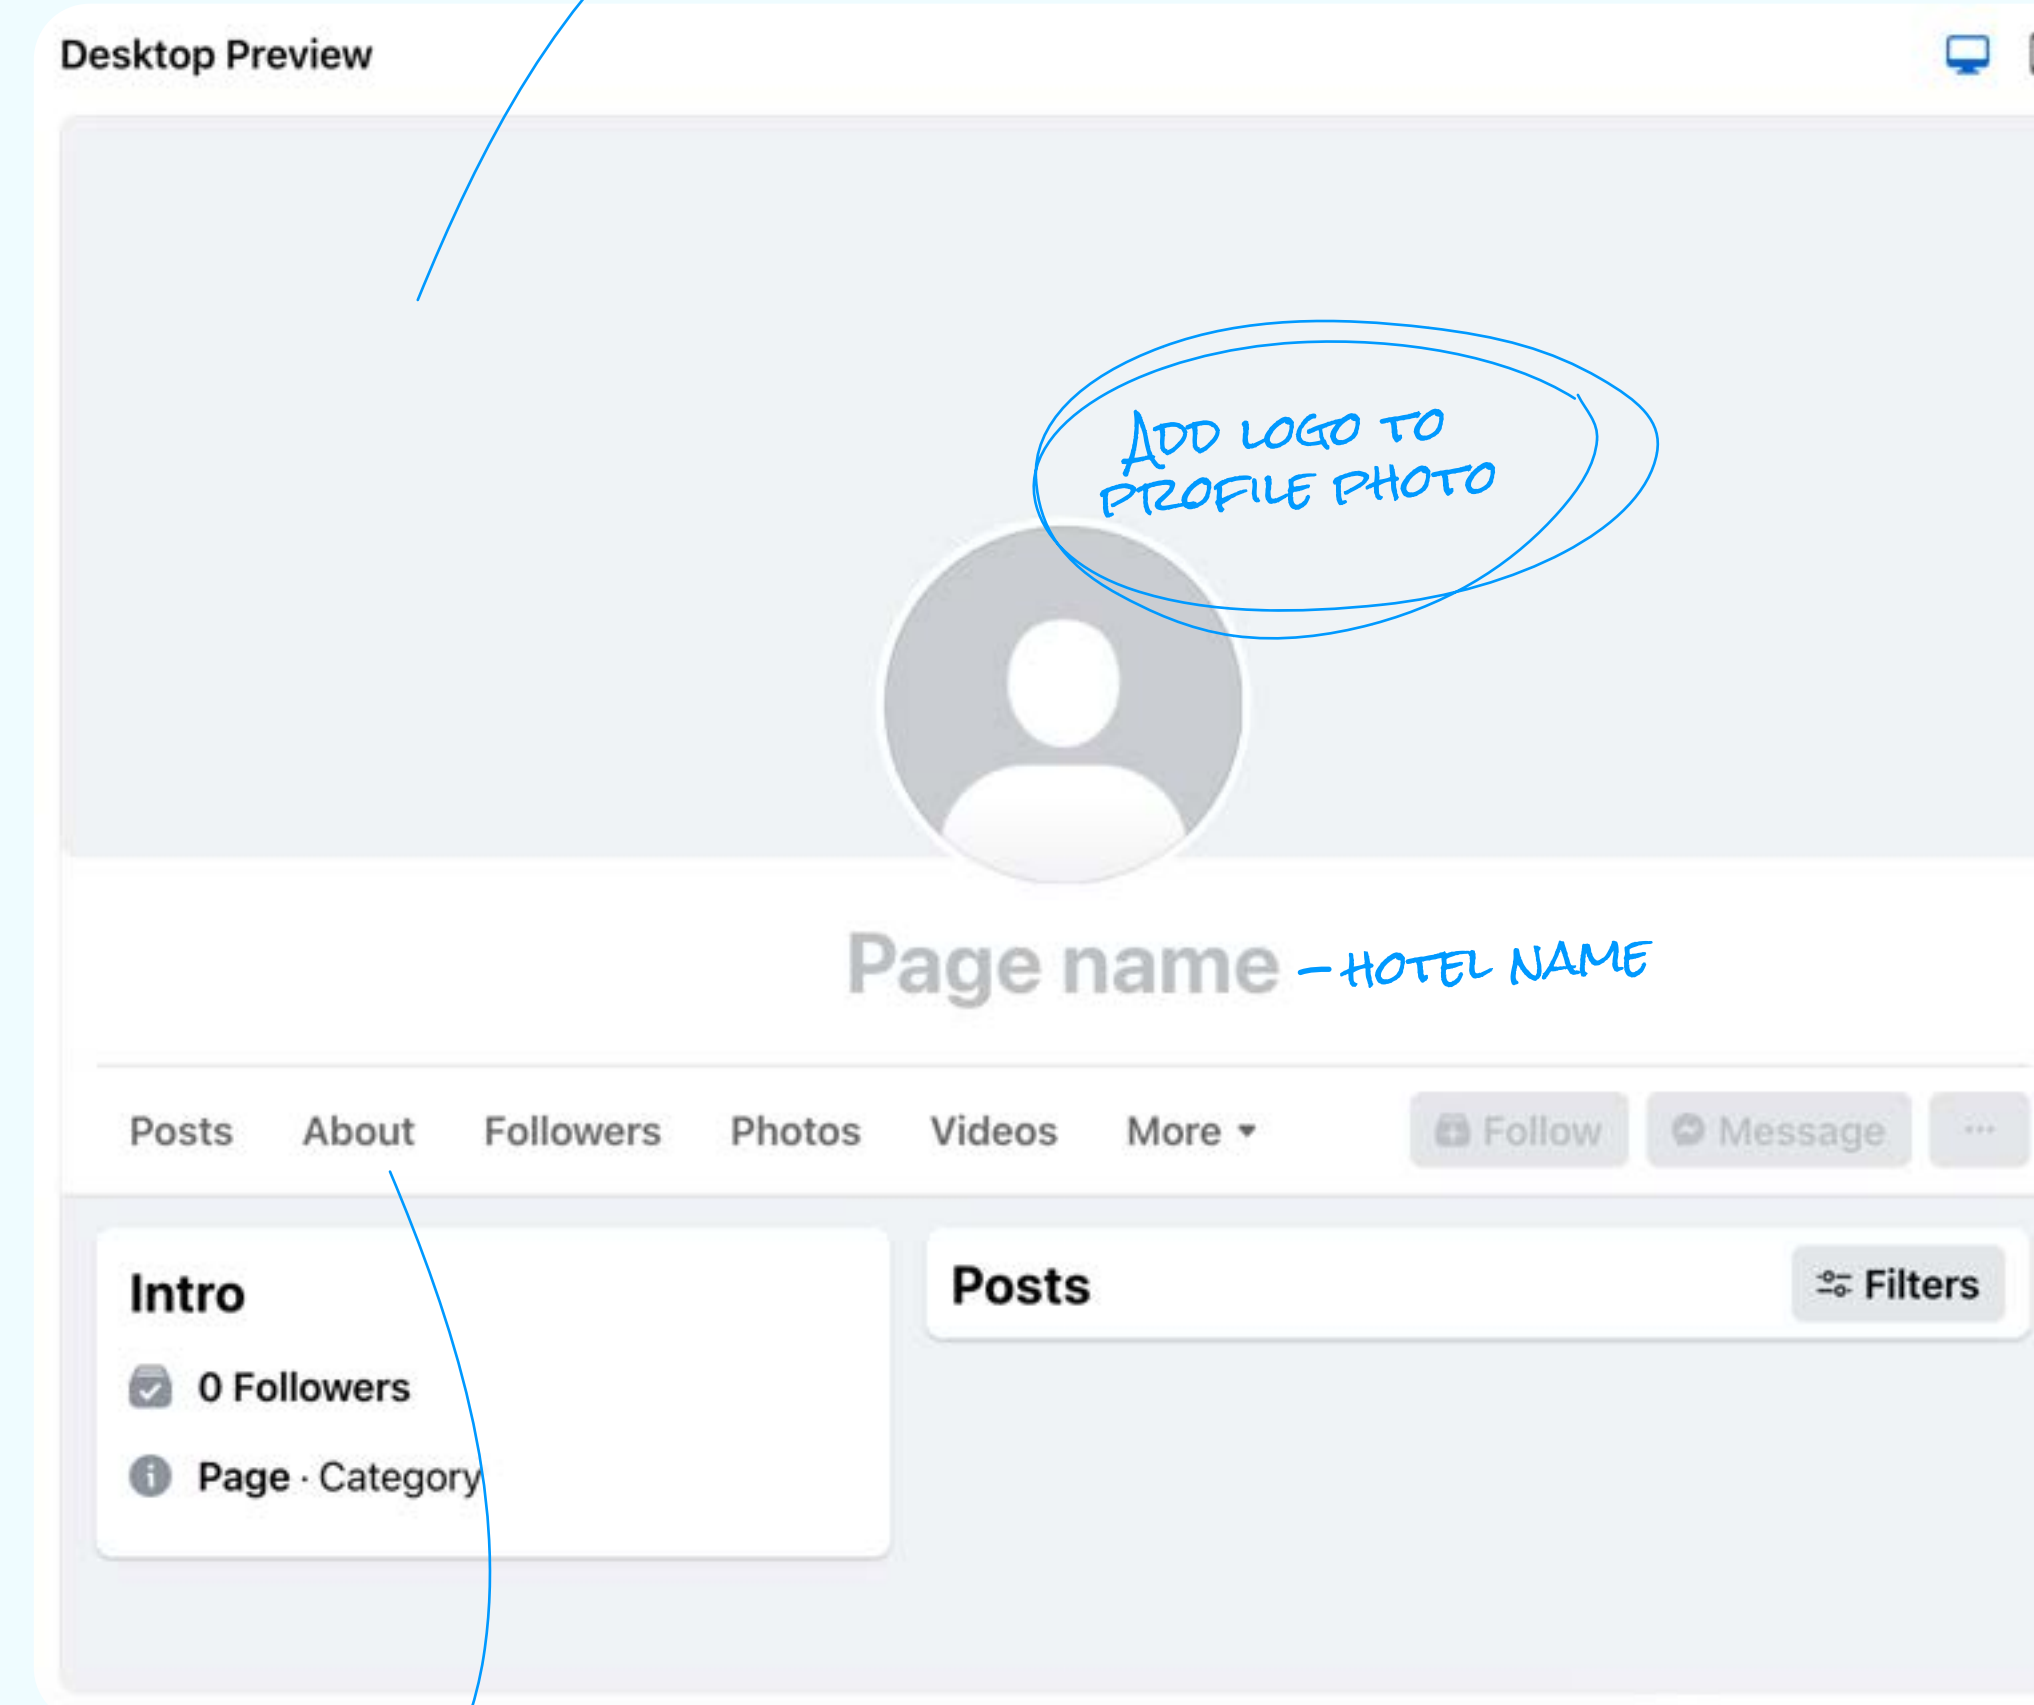 Desktop Preview
ADD LOGO TO
PROFILE PHOTO
Page name – HOTEL NAME
Posts About Followers Photos Videos More Follow Message ...
Intro
Posts Filters
0 Followers
Page · Category